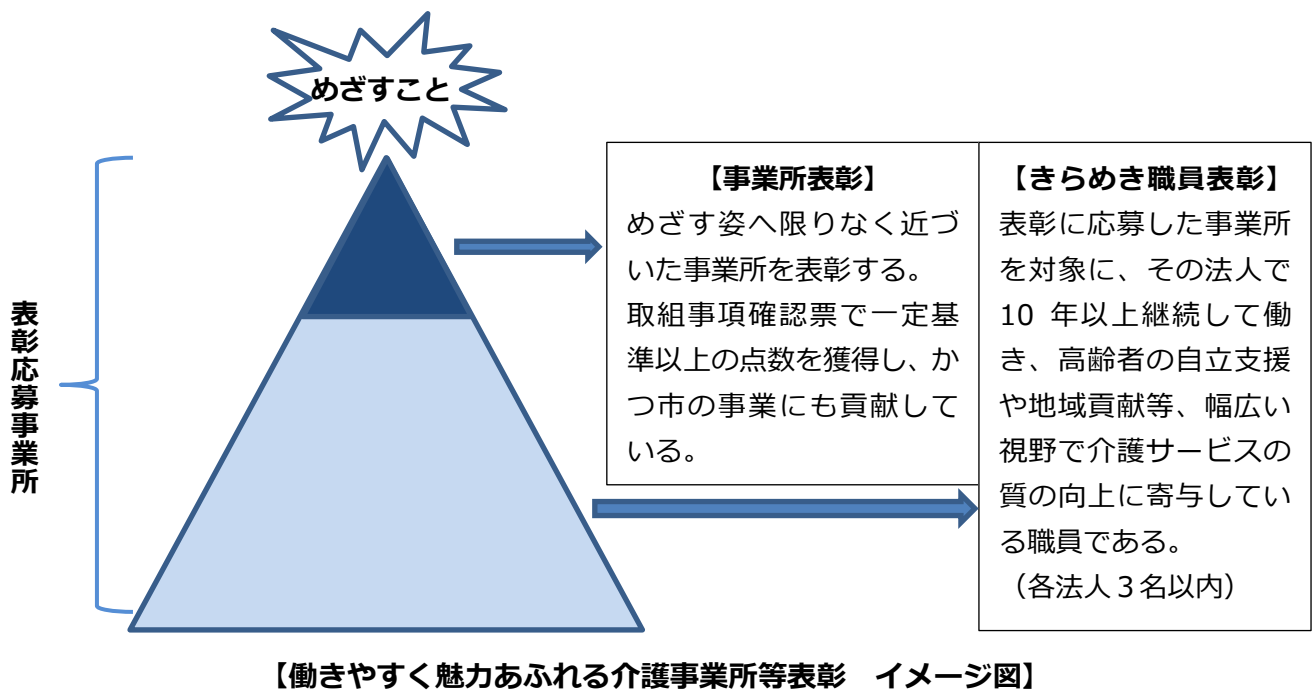 めざすこと
表彰応募事業所
【事業所表彰】
めざす姿へ限りなく近づ
いた事業所を表彰する。
取組事項確認票で一定基
準以上の点数を獲得し、か
つ市の事業にも貢献して
いる。
【きらめき職員表彰】
表彰に応募した事業所
を対象に、その法人で
10 年以上継続して働
き、高齢者の自立支援
や地域貢献等、幅広い
視野で介護サービスの
質の向上に寄与してい
る職員である。
（各法人３名以内）
【働きやすく魅力あふれる介護事業所等表彰　イメージ図】